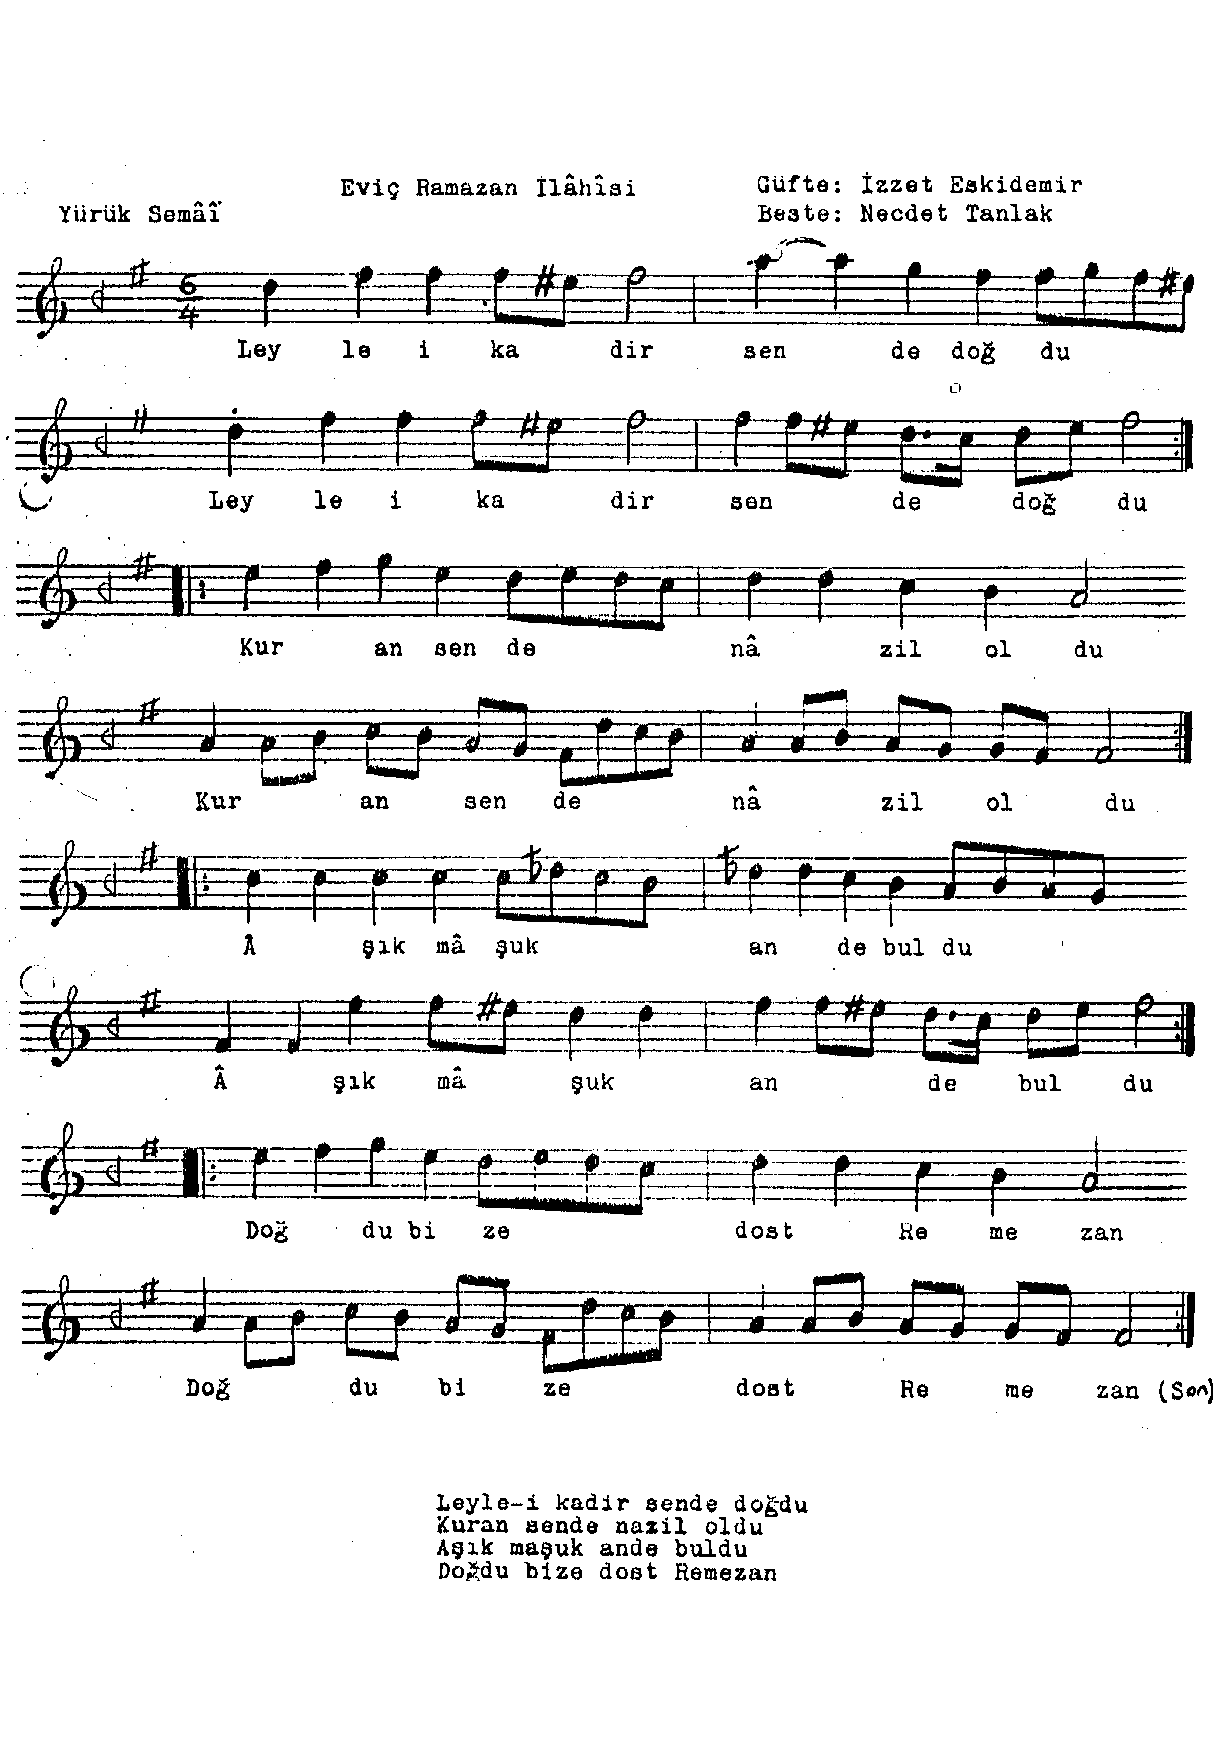 Eviç Ramazan İlâhîsi
Güfte: İzzet Eskidemir
Yürük Semâî
Beste: Necdet Tanlak
6
4
Ley le i ka dir sen de doğ du
Ley le i ka dir sen de doğ du
Kur an sen de nâ zil ol du
Kur an sen de nâ zil ol du
Â şık mâ şuk an de bul du
Â şık mâ şuk an de bul du
Doğ du bi ze dost Re me zan
Doğ du bi ze dost Re me zan (Son)
Leyle-i kadir sende doğdu
Kuran sende nazil oldu
Aşık maşuk ande buldu
Doğdu bize dost Remezan